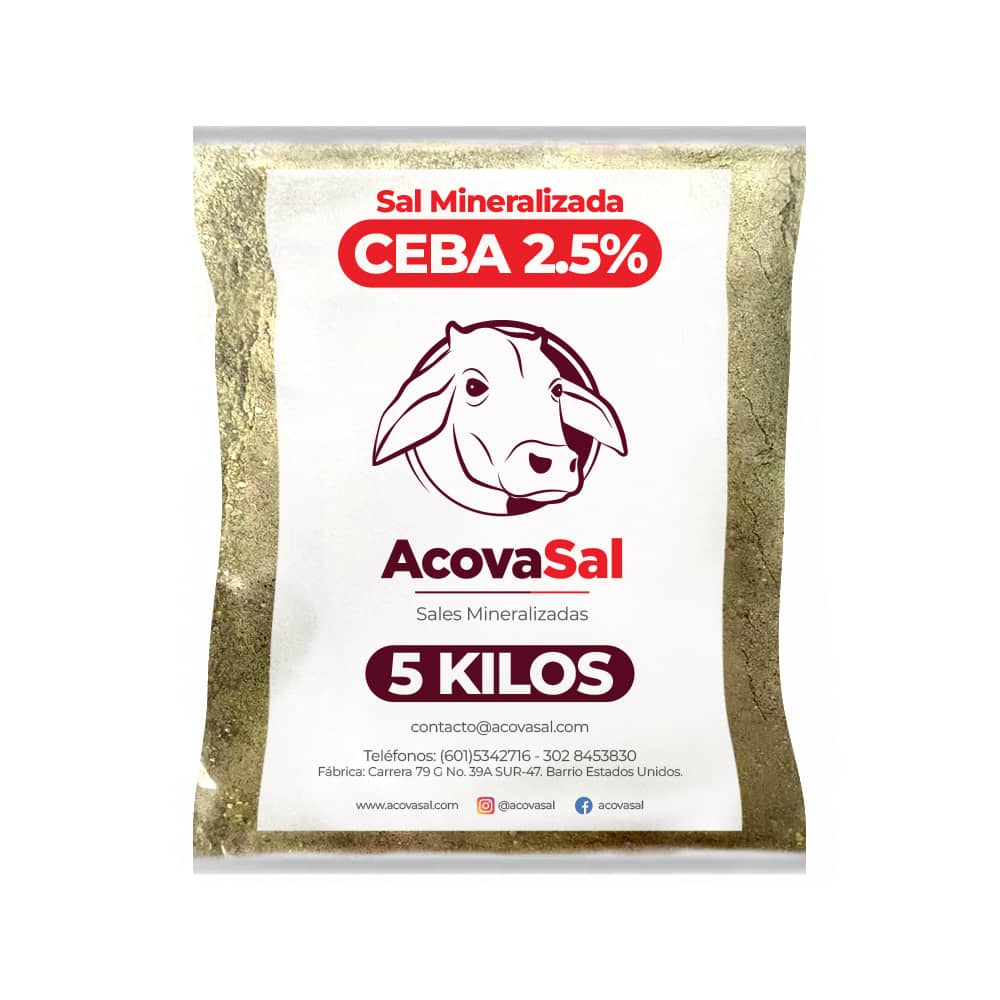 Sal Mineralizada
CEBA 2.5%
AcovaSal
Sales Mineralizadas
5 KILOS
contacto@acovasal.com
Teléfonos: (601)5342716 - 302 8453830
Fábrica: Carrera 79 G No. 39A SUR-47. Barrio Estados Unidos.
www.acovasal.com @acovasal acovasal